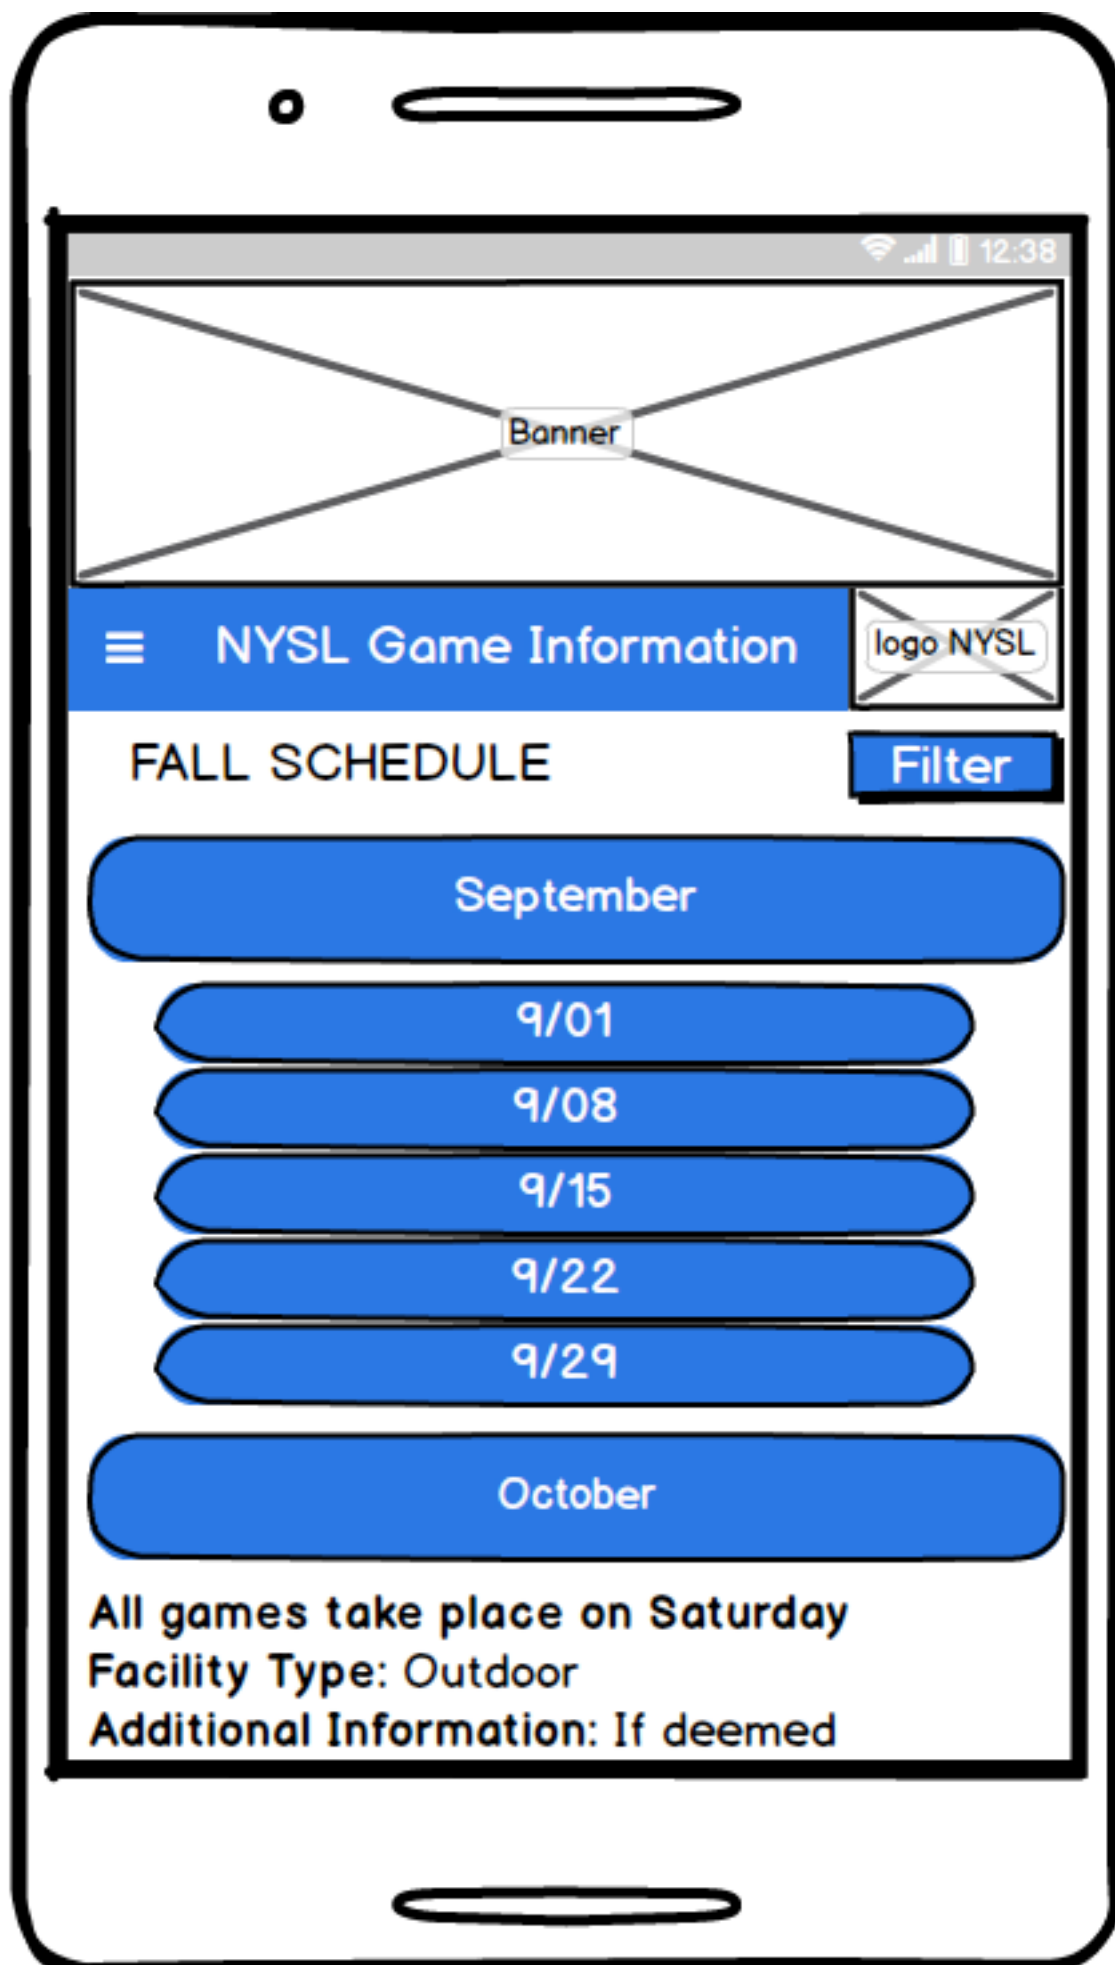 12:38
Banner
NYSL Game Information
logo NYSL
FALL SCHEDULE
Filter
September
9/01
9/08
9/15
9/22
9/29
October
All games take place on Saturday
Facility Type: Outdoor
Additional Information: If deemed